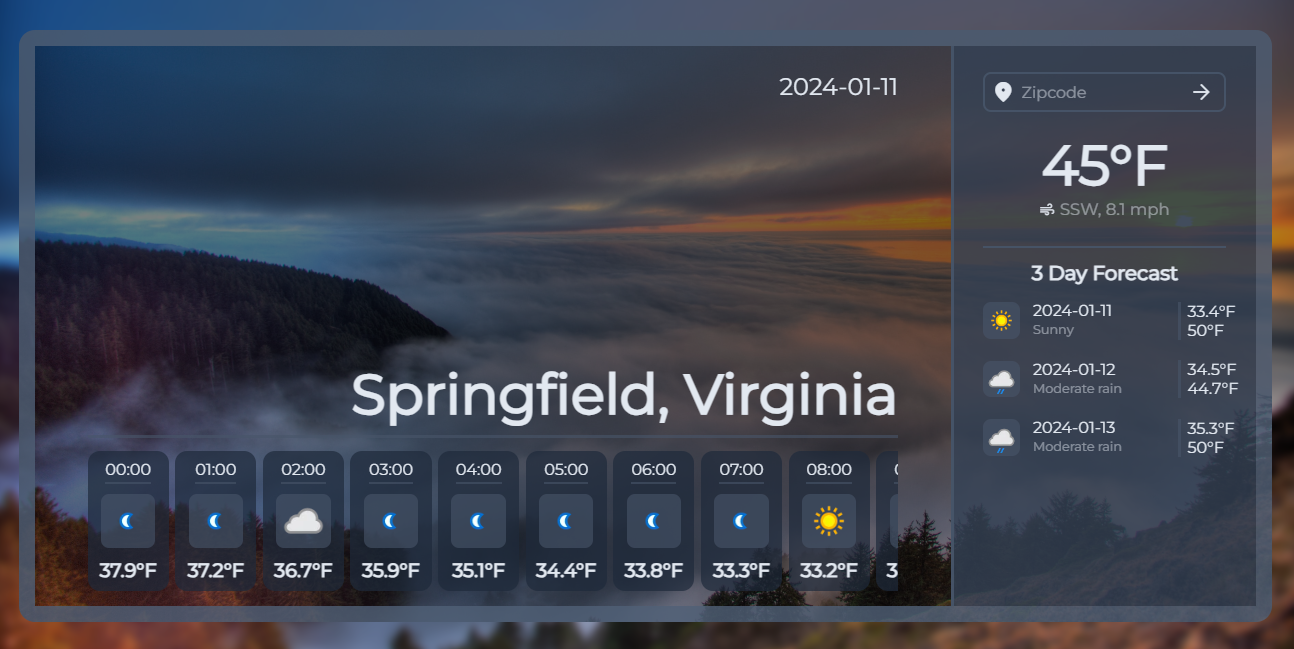 2024-01-11
Springfield, Virginia
00:00 01:00 02:00 03:00 04:00 05:00 06:00 07:00 08:00
37.9°F 37.2°F 36.7°F 35.9°F 35.1°F 34.4°F 33.8°F 33.3°F 33.2°F
Zipcode
45°F
SSW, 8.1 mph
3 Day Forecast
2024-01-11 33.4°F
Sunny 50°F
2024-01-12 34.5°F
Moderate rain 44.7°F
2024-01-13 35.3°F
Moderate rain 50°F